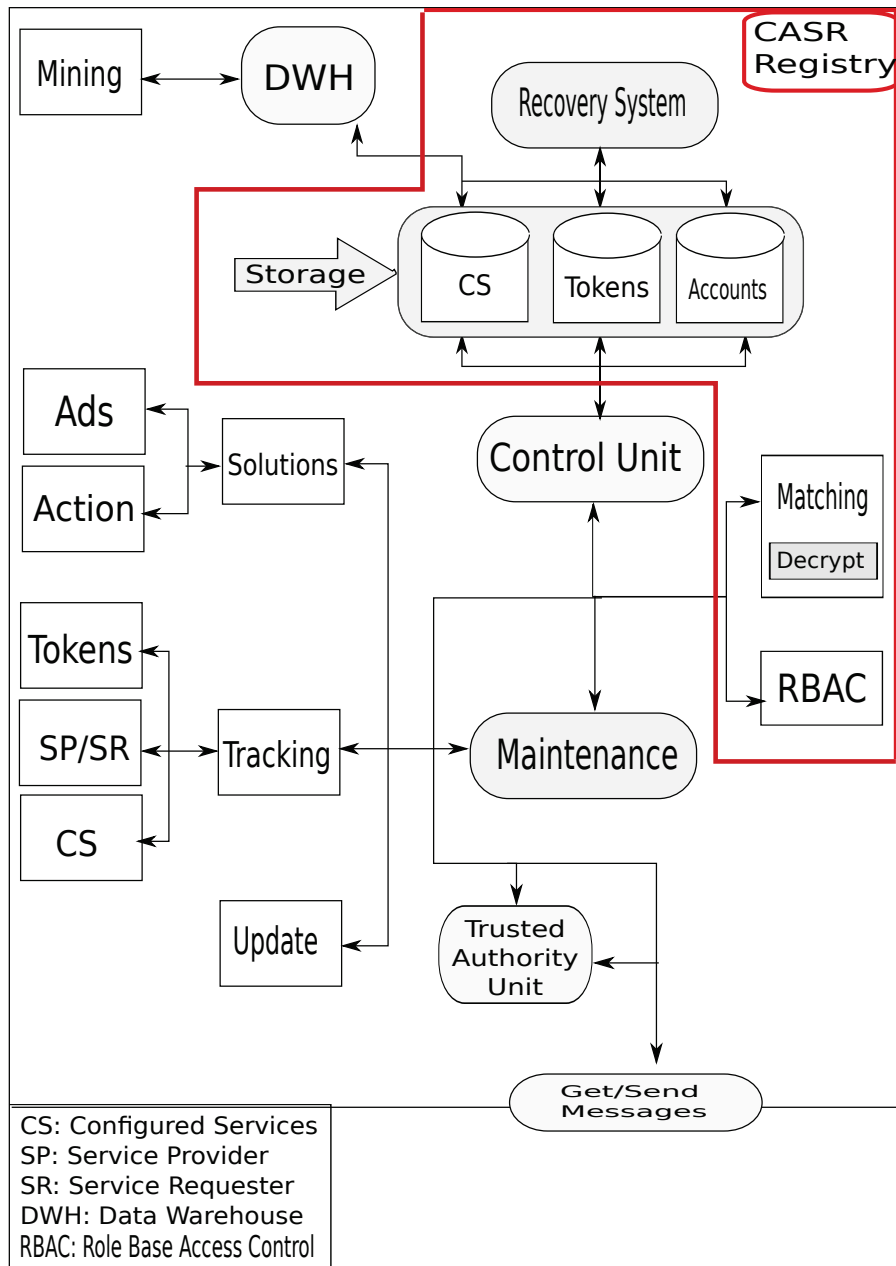 CASR
Registry
Mining
DWH
Recovery System
Storage
CS
Tokens
Accounts
Ads
Action
Solutions
Control Unit
Matching
Decrypt
RBAC
Tokens
SP/SR
CS
Tracking
Maintenance
Update
Trusted
Authority
Unit
Get/Send
Messages
CS: Configured Services
SP: Service Provider
SR: Service Requester
DWH: Data Warehouse
RBAC: Role Base Access Control